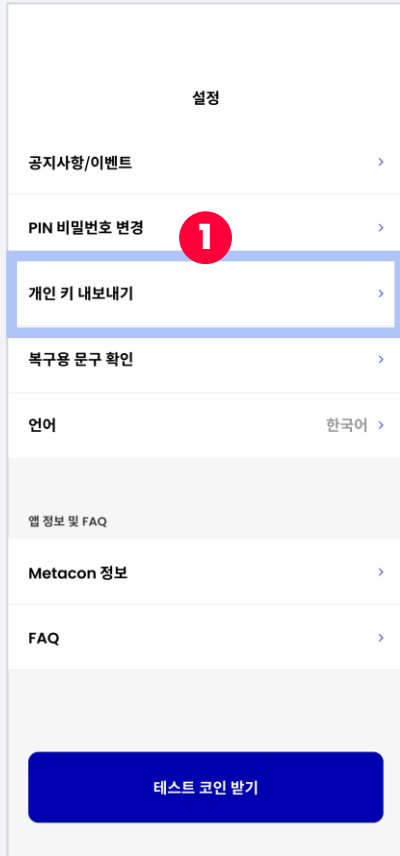 설정
공지사항/이벤트
PIN 비밀번호 변경
1
개인 키 내보내기
복구용 문구 확인
언어 한국어
앱 정보 및 FAQ
Metacon 정보
FAQ
테스트 코인 받기